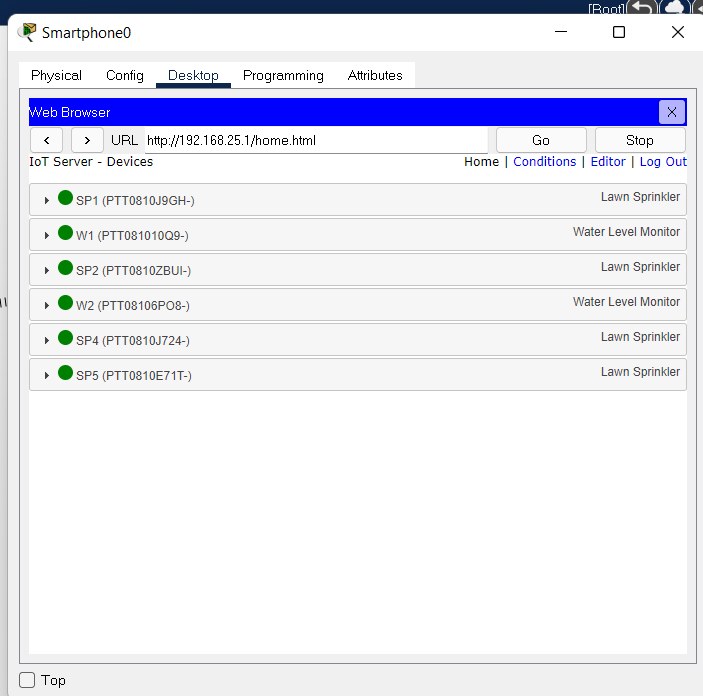 [Root]
Smartphone0
Physical Config Desktop Programming Attributes
Web Browser X
< > URL http://192.168.25.1/home.html Go Stop
IoT Server - Devices Home | Conditions | Editor | Log Out
SP1 (PTT0810J9GH-) Lawn Sprinkler
W1 (PTT081010Q9-) Water Level Monitor
SP2 (PTT0810ZBUI-) Lawn Sprinkler
W2 (PTT08106PO8-) Water Level Monitor
SP4 (PTT0810J724-) Lawn Sprinkler
SP5 (PTT0810E71T-) Lawn Sprinkler
Top